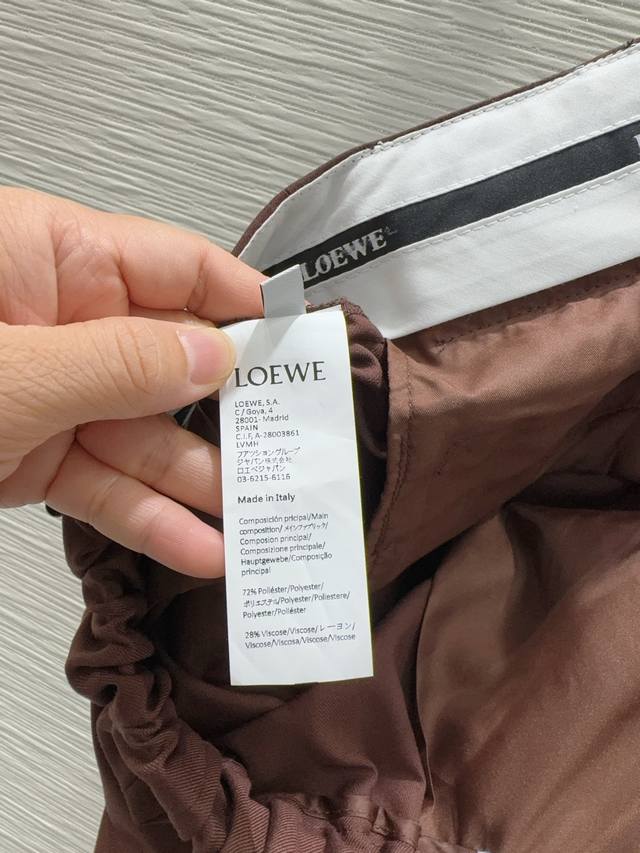 LOEWE
LOEWE
LOEWE, S.A.
C / Goya, 4
28001- Madrid
SPAIN
C.I.F, A-28003861
LVMH
ファッショングループ
ジャパン株式会社
ロエベジャパン
03-6215-6116
Made in Italy
Composición prícipal/Main
composition/メインファブリック/
Composion principal/
Composizione principale/
Hauptgewebe/Composição
principal
72% Poliéster/Polyester/
ポリエステル/Polyester/Poliestere/
Polyester/Poliéster
28% Viscose/Viscose/レーヨン/
Viscose/Viscosa/Viscose/Viscose